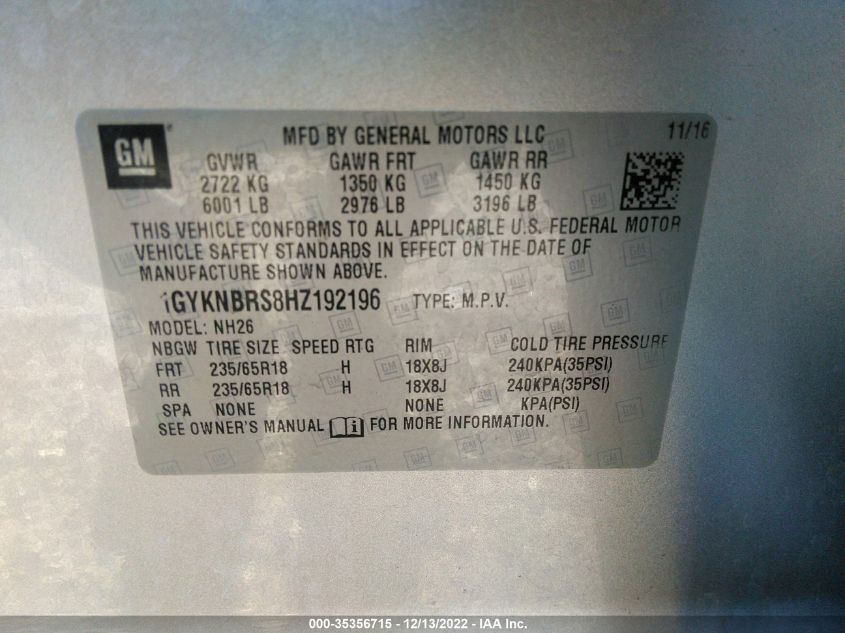 GM
MFD BY GENERAL MOTORS LLC 11/16
GVWR GAWR FRT GAWR RR
2722 KG 1350 KG 1450 KG
6001 LB 2976 LB 3196 LB
THIS VEHICLE CONFORMS TO ALL APPLICABLE U.S. FEDERAL MOTOR
VEHICLE SAFETY STANDARDS IN EFFECT ON THE DATE OF
MANUFACTURE SHOWN ABOVE.
1GYKNBRS8HZ192196 TYPE: M.P.V.
MODEL: NH26
NBGW TIRE SIZE SPEED RTG RIM COLD TIRE PRESSURE
FRT 235/65R18 H 18X8J 240KPA(35PSI)
RR 235/65R18 H 18X8J 240KPA(35PSI)
SPA NONE NONE KPA(PSI)
SEE OWNER'S MANUAL i FOR MORE INFORMATION.
000-35356715 - 12/13/2022 - IAA Inc.